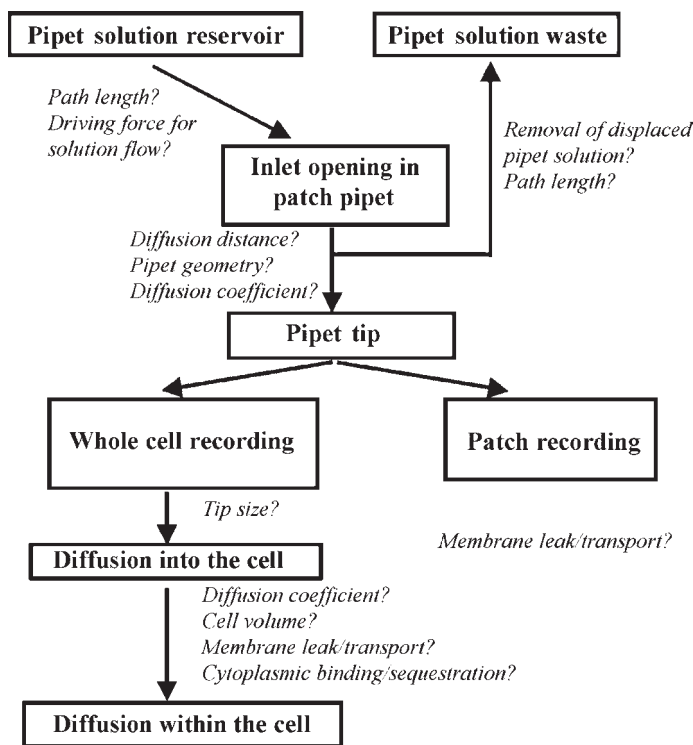 Pipet solution reservoir
Pipet solution waste
Path length?
Driving force for
solution flow?
Removal of displaced
pipet solution?
Path length?
Inlet opening in
patch pipet
Diffusion distance?
Pipet geometry?
Diffusion coefficient?
Pipet tip
Whole cell recording
Patch recording
Tip size?
Membrane leak/transport?
Diffusion into the cell
Diffusion coefficient?
Cell volume?
Membrane leak/transport?
Cytoplasmic binding/sequestration?
Diffusion within the cell